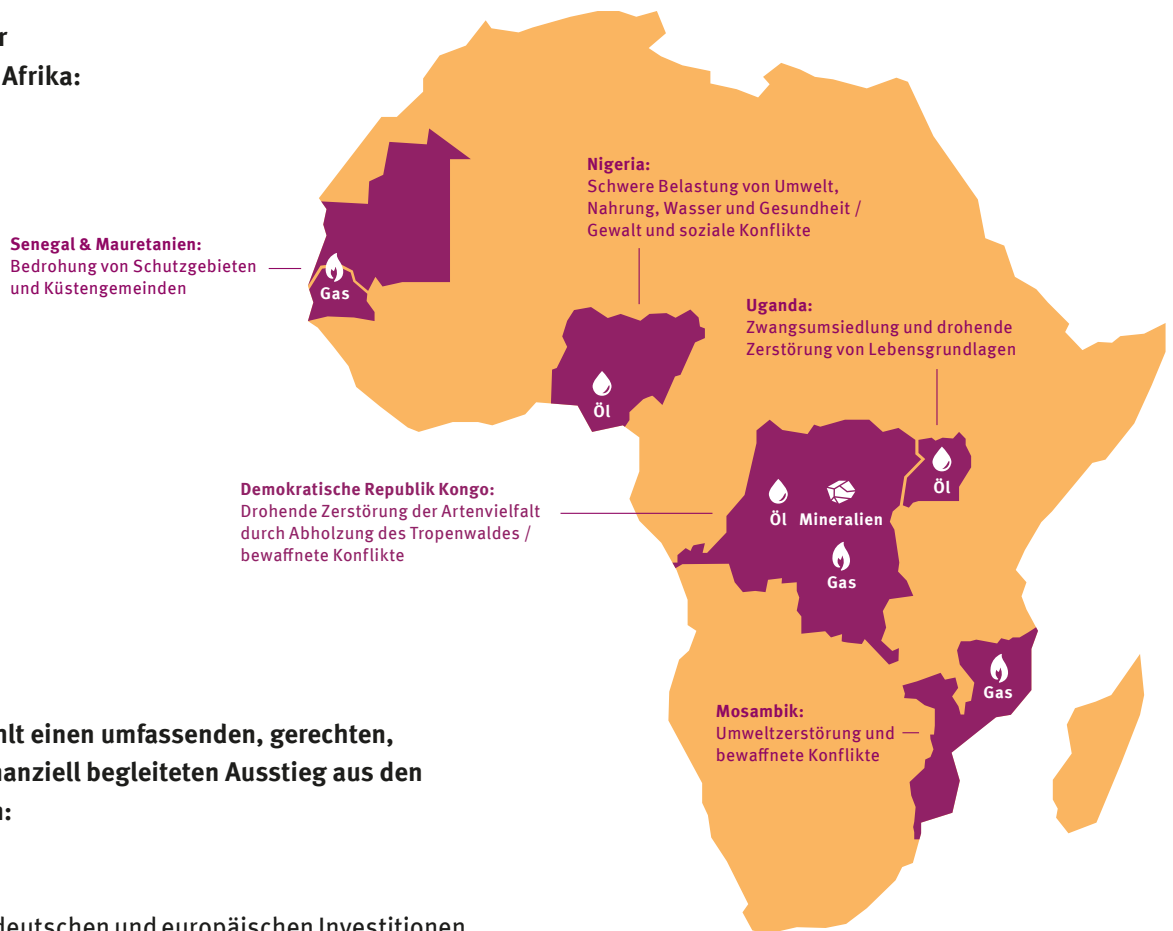 r
Afrika:
Nigeria:
Schwere Belastung von Umwelt,
Nahrung, Wasser und Gesundheit /
Gewalt und soziale Konflikte
Senegal & Mauretanien:
Bedrohung von Schutzgebieten
und Küstengemeinden
Gas
Uganda:
Zwangsumsiedlung und drohende
Zerstörung von Lebensgrundlagen
Öl
Öl
Demokratische Republik Kongo:
Drohende Zerstörung der Artenvielfalt
durch Abholzung des Tropenwaldes /
bewaffnete Konflikte
Öl Mineralien
Gas
Gas
Mosambik:
Umweltzerstörung und
bewaffnete Konflikte
hlt einen umfassenden, gerechten,
nanziell begleiteten Ausstieg aus den
n:
deutschen und europäischen Investitionen